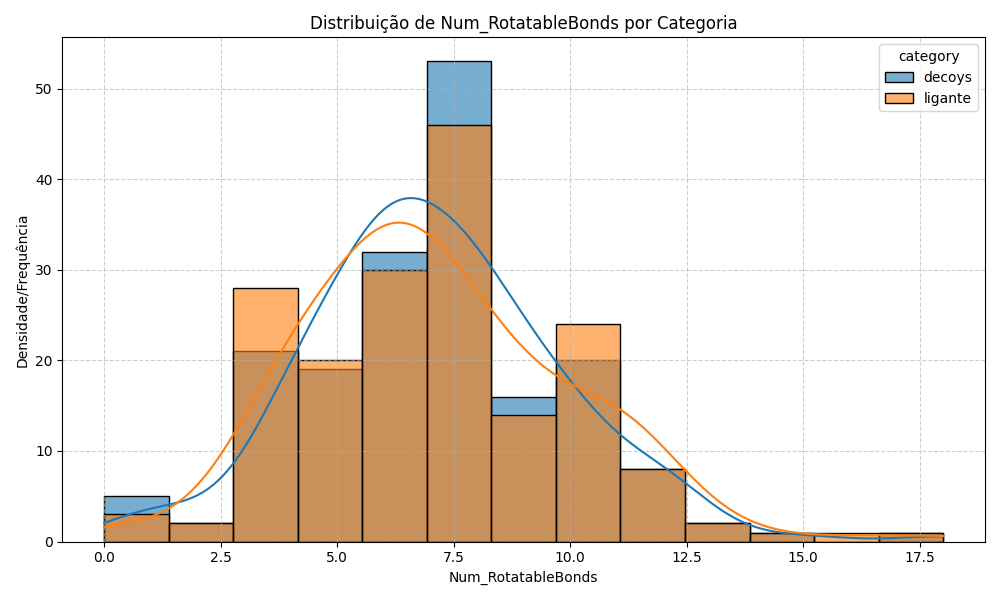 Distribuição de Num_RotatableBonds por Categoria
category
decoys
ligante
Densidade/Frequência
50
40
30
20
10
0
0.0 2.5 5.0 7.5 10.0 12.5 15.0 17.5
Num_RotatableBonds